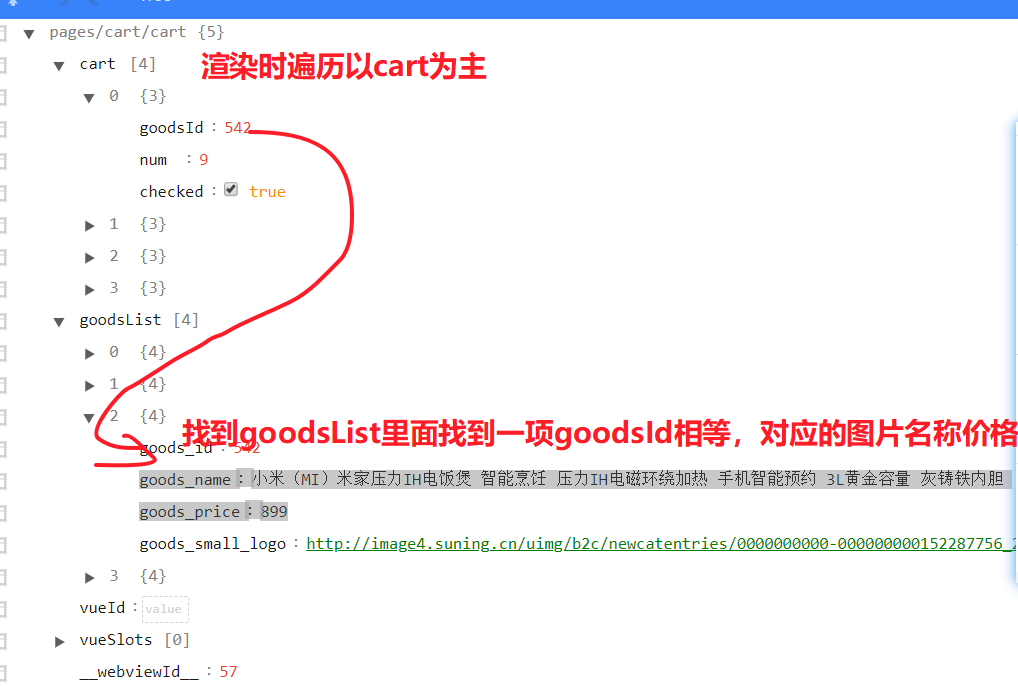 pages/cart/cart {5}
cart [4] 渲染时遍历以cart为主
0 {3}
goodsId : 542
num : 9
checked : true
1 {3}
2 {3}
3 {3}
goodsList [4]
0 {4}
1 {4}
2 {4}
找到goodsList里面找到一项goodsId相等，对应的图片名称价格
goods_id : 542
goods_name : 小米（MI）米家压力IH电饭煲 智能烹饪 压力IH电磁环绕加热 手机智能预约 3L黄金容量 灰铸铁内胆
goods_price : 899
goods_small_logo : http://image4.suning.cn/uimg/b2c/newcatentries/0000000000-000000000152287756_2
3 {4}
vueId : value
vueSlots [0]
__webviewId__ : 57